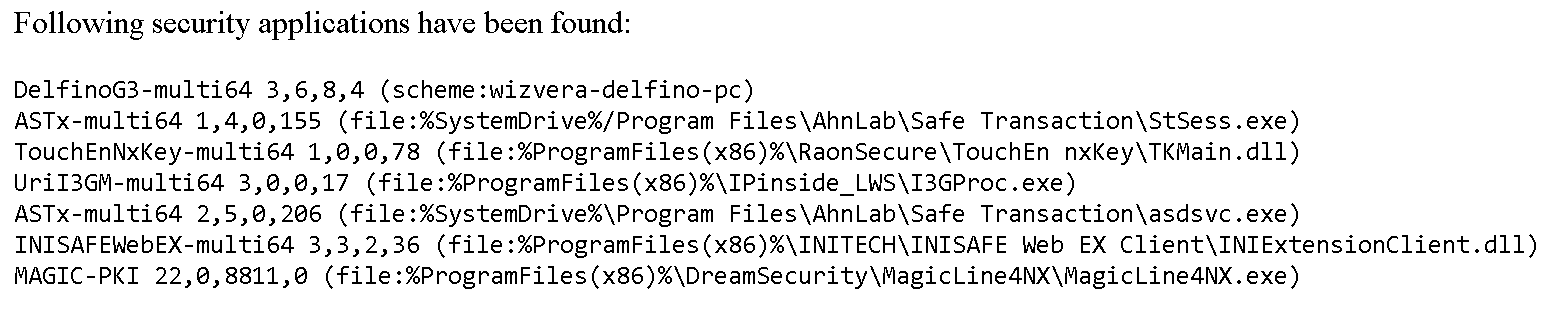 Following security applications have been found:
DelfinoG3-multi64 3,6,8,4 (scheme:wizvera-delfino-pc)
ASTx-multi64 1,4,0,155 (file:%SystemDrive%/Program Files\AhnLab\Safe Transaction\StSess.exe)
TouchEnNxKey-multi64 1,0,0,78 (file:%ProgramFiles(x86)%\RaonSecure\TouchEn nxKey\TKMain.dll)
UriI3GM-multi64 3,0,0,17 (file:%ProgramFiles(x86)%\IPinside_LWS\I3GProc.exe)
ASTx-multi64 2,5,0,206 (file:%SystemDrive%\Program Files\AhnLab\Safe Transaction\asdsvc.exe)
INISAFEWebEX-multi64 3,3,2,36 (file:%ProgramFiles(x86)%\INITECH\INISAFE Web EX Client\INIExtensionClient.dll)
MAGIC-PKI 22,0,8811,0 (file:%ProgramFiles(x86)%\DreamSecurity\MagicLine4NX\MagicLine4NX.exe)